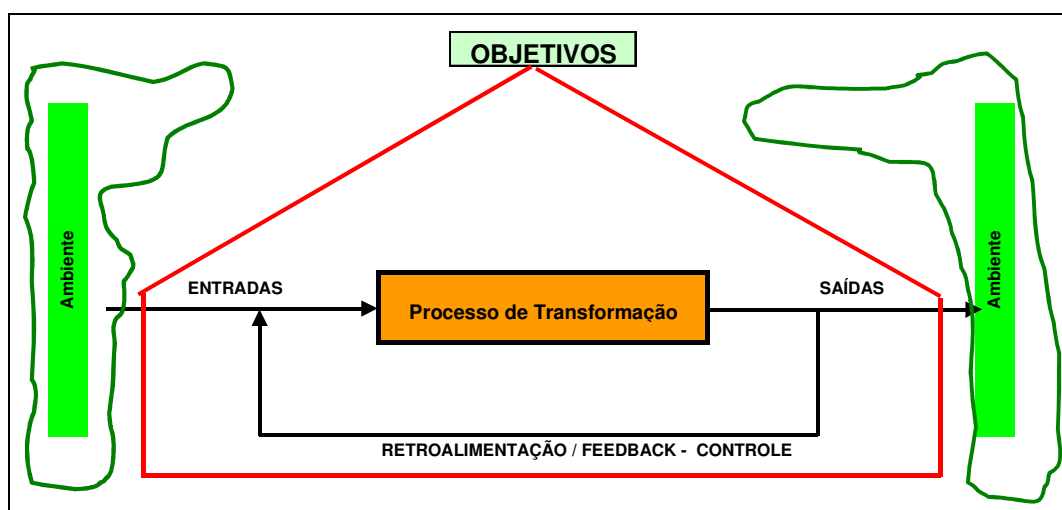 OBJETIVOS
Ambiente
ENTRADAS
Processo de Transformação
SAÍDAS
Ambiente
RETROALIMENTAÇÃO / FEEDBACK - CONTROLE